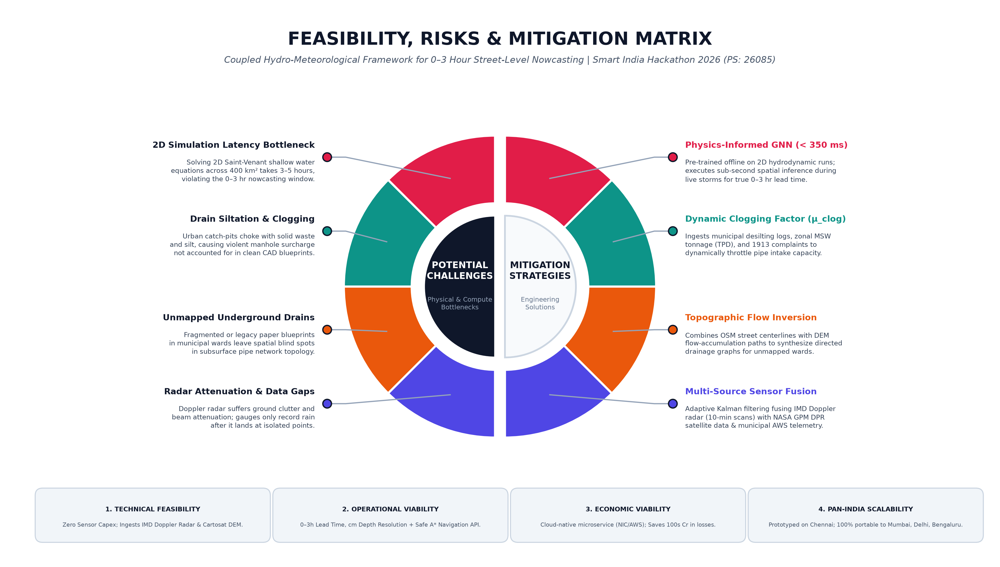 FEASIBILITY, RISKS & MITIGATION MATRIX
Coupled Hydro-Meteorological Framework for 0–3 Hour Street-Level Nowcasting | Smart India Hackathon 2026 (PS: 26085)
2D Simulation Latency Bottleneck
Solving 2D Saint-Venant shallow water
equations across 400 km² takes 3–5 hours,
violating the 0–3 hr nowcasting window.
Drain Siltation & Clogging
Urban catch-pits choke with solid waste
and silt, causing violent manhole surcharge
not accounted for in clean CAD blueprints.
Unmapped Underground Drains
Fragmented or legacy paper blueprints
in municipal wards leave spatial blind spots
in subsurface pipe network topology.
Radar Attenuation & Data Gaps
Doppler radar suffers ground clutter and
beam attenuation; gauges only record rain
after it lands at isolated points.
POTENTIAL
CHALLENGES
Physical & Compute
Bottlenecks
MITIGATION
STRATEGIES
Engineering
Solutions
Physics-Informed GNN (< 350 ms)
Pre-trained offline on 2D hydrodynamic runs;
executes sub-second spatial inference during
live storms for true 0–3 hr lead time.
Dynamic Clogging Factor (μ_clog)
Ingests municipal desilting logs, zonal MSW
tonnage (TPD), and 1913 complaints to
dynamically throttle pipe intake capacity.
Topographic Flow Inversion
Combines OSM street centerlines with DEM
flow-accumulation paths to synthesize directed
drainage graphs for unmapped wards.
Multi-Source Sensor Fusion
Adaptive Kalman filtering fusing IMD Doppler
radar (10-min scans) with NASA GPM DPR
satellite data & municipal AWS telemetry.
1. TECHNICAL FEASIBILITY
Zero Sensor Capex; Ingests IMD Doppler Radar & Cartosat DEM.
2. OPERATIONAL VIABILITY
0–3h Lead Time, cm Depth Resolution + Safe A* Navigation API.
3. ECONOMIC VIABILITY
Cloud-native microservice (NIC/AWS); Saves 100s Cr in losses.
4. PAN-INDIA SCALABILITY
Prototyped on Chennai; 100% portable to Mumbai, Delhi, Bengaluru.